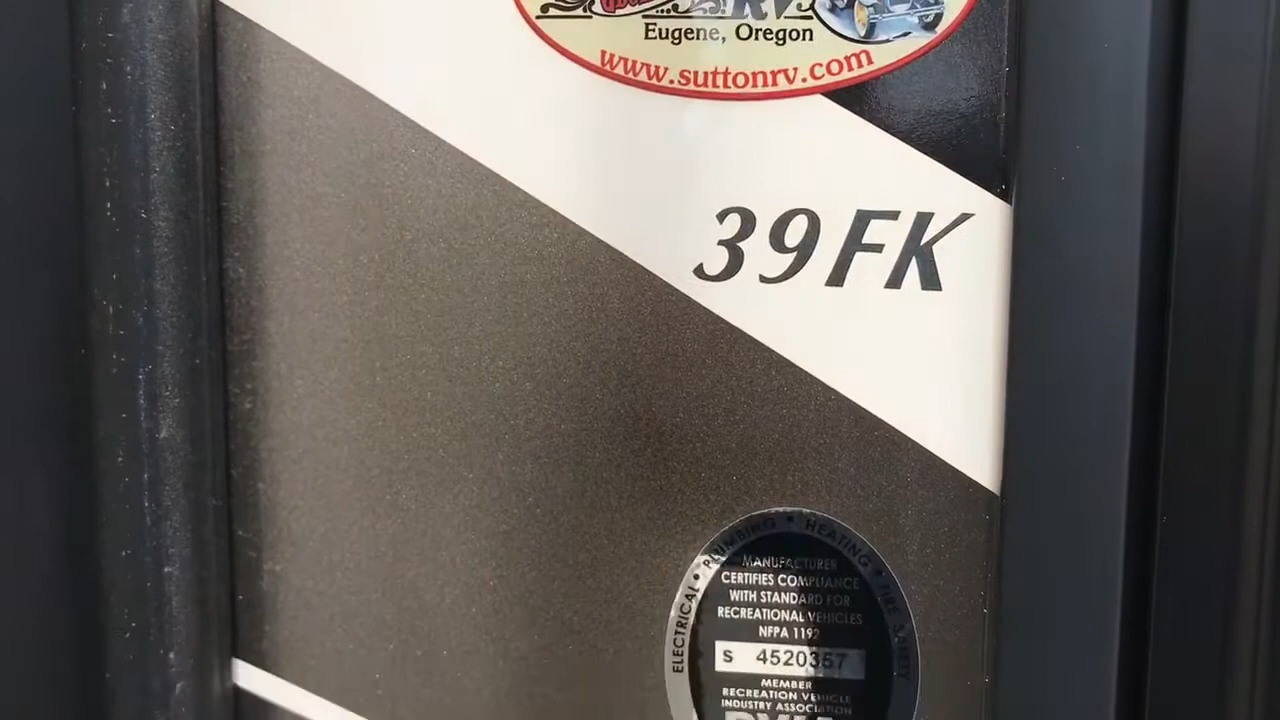 RV
Eugene, Oregon
www.suttonrv.com
39FK
ELECTRICAL • PLUMBING • HEATING • FIRE SAFETY
MANUFACTURER
CERTIFIES COMPLIANCE
WITH STANDARD FOR
RECREATIONAL VEHICLES
NFPA 1192
S 4520357
MEMBER
RECREATION VEHICLE
INDUSTRY ASSOCIATION